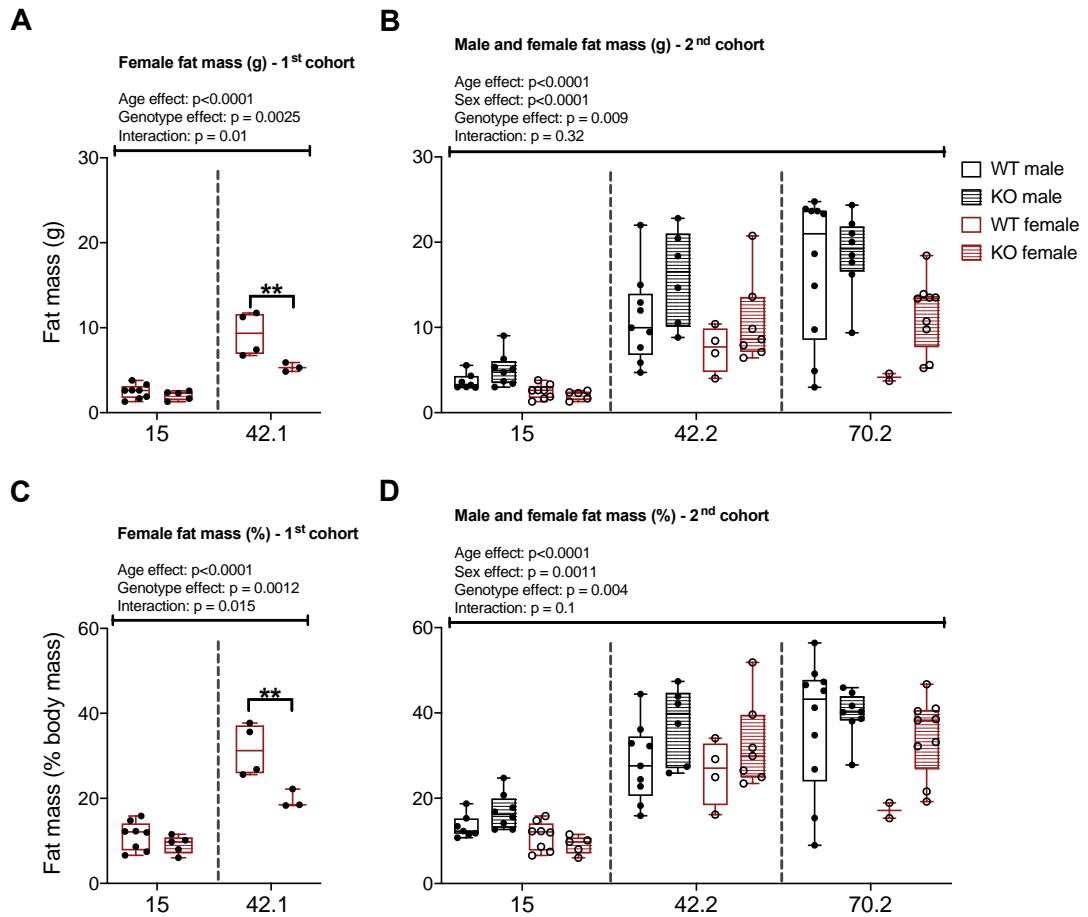 A
Female fat mass (g) - 1st cohort
Age effect: p<0.0001
Genotype effect: p = 0.0025
Interaction: p = 0.01
Fat mass (g)
30
20
10
0
**
15
42.1
B
Male and female fat mass (g) - 2nd cohort
Age effect: p<0.0001
Sex effect: p<0.0001
Genotype effect: p = 0.009
Interaction: p = 0.32
30
20
10
0
15
42.2
70.2
WT male
KO male
WT female
KO female
C
Female fat mass (%) - 1st cohort
Age effect: p<0.0001
Genotype effect: p = 0.0012
Interaction: p = 0.015
Fat mass (% body mass)
60
40
20
0
**
15
42.1
D
Male and female fat mass (%) - 2nd cohort
Age effect: p<0.0001
Sex effect: p = 0.0011
Genotype effect: p = 0.004
Interaction: p = 0.1
60
40
20
0
15
42.2
70.2